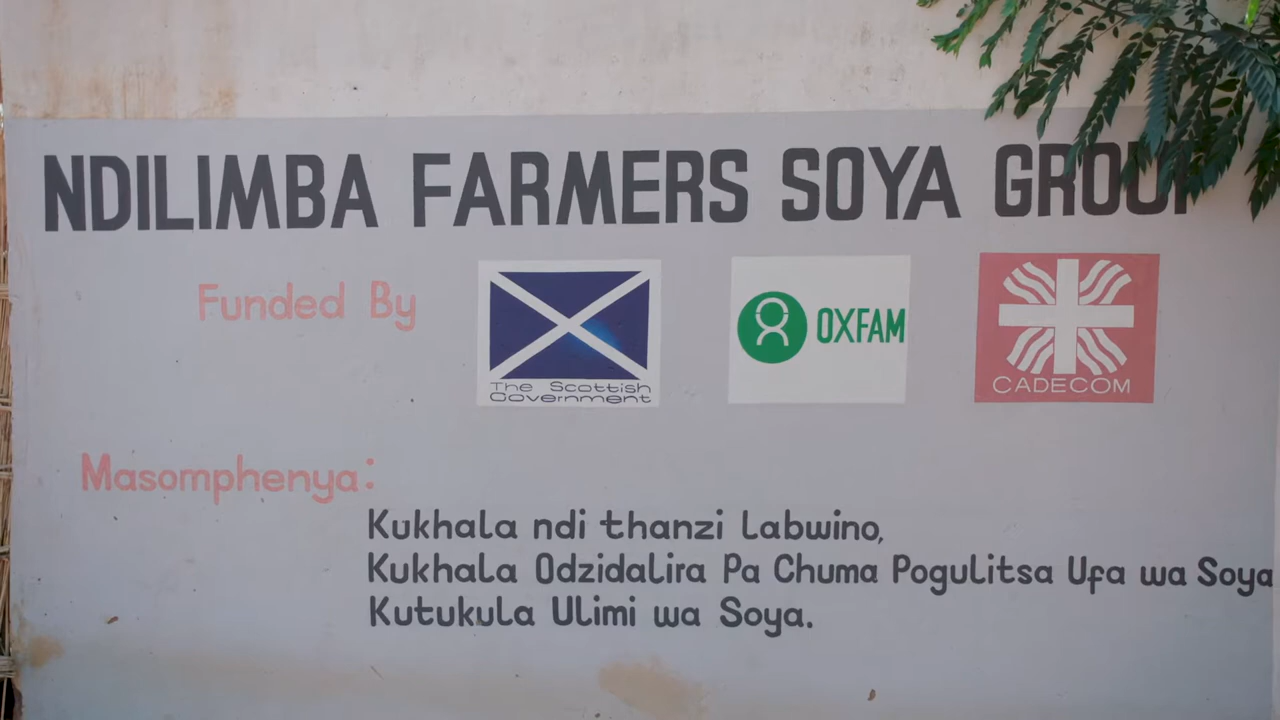 NDILIMBA FARMERS SOYA GROUP
Funded By
The Scottish
Government
OXFAM
CADECOM
Masomphenya:
Kukhala ndi thanzi Labwino,
Kukhala Odzidalira Pa Chuma Pogulitsa Ufa wa Soya
Kutukula Ulimi wa Soya.